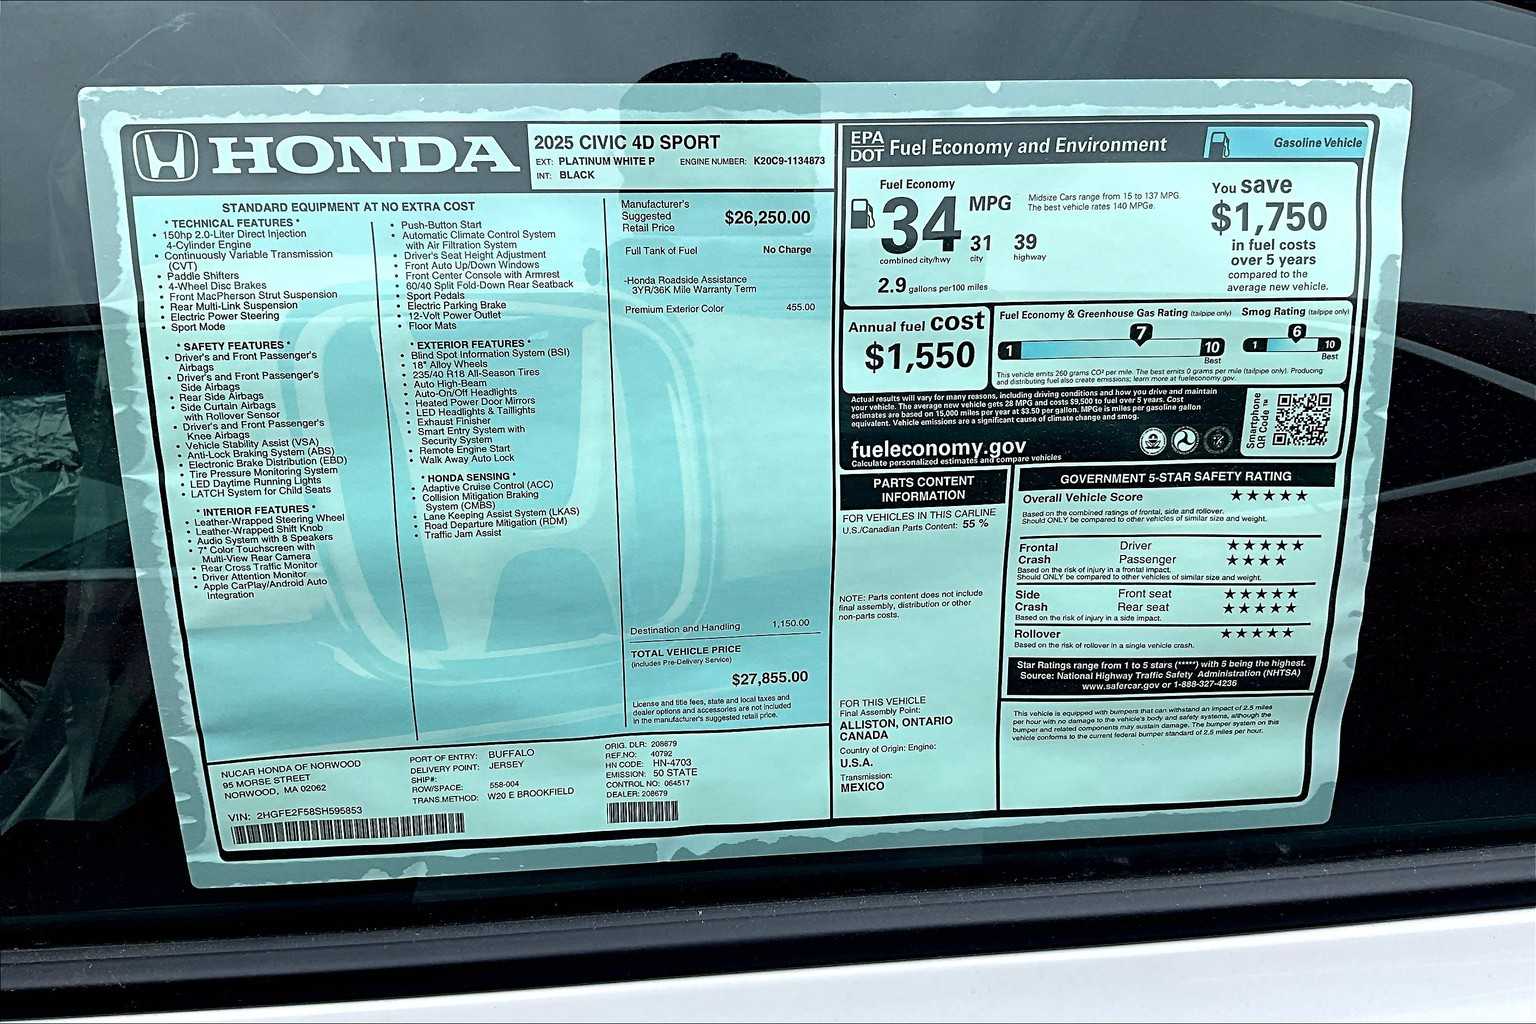 HONDA
2025 CIVIC 4D SPORT
EXT: PLATINUM WHITE P ENGINE NUMBER: K20C9-1134873
INT: BLACK
STANDARD EQUIPMENT AT NO EXTRA COST
* TECHNICAL FEATURES *
• 150hp 2.0-Liter Direct Injection
4-Cylinder Engine
• Continuously Variable Transmission
(CVT)
• Paddle Shifters
• 4-Wheel Disc Brakes
• Front MacPherson Strut Suspension
• Rear Multi-Link Suspension
• Electric Power Steering
• Sport Mode
* SAFETY FEATURES *
• Driver's and Front Passenger's
Airbags
• Driver's and Front Passenger's
Side Airbags
• Rear Side Airbags
• Side Curtain Airbags
with Rollover Sensor
• Driver's and Front Passenger's
Knee Airbags
• Vehicle Stability Assist (VSA)
• Anti-Lock Braking System (ABS)
• Electronic Brake Distribution (EBD)
• Tire Pressure Monitoring System
• LED Daytime Running Lights
• LATCH System for Child Seats
* INTERIOR FEATURES *
• Leather-Wrapped Steering Wheel
• Leather-Wrapped Shift Knob
• Audio System with 8 Speakers
• 7" Color Touchscreen with
Multi-View Rear Camera
• Rear Cross Traffic Monitor
• Driver Attention Monitor
• Apple CarPlay/Android Auto
Integration
• Push-Button Start
• Automatic Climate Control System
with Air Filtration System
• Driver's Seat Height Adjustment
• Front Auto Up/Down Windows
• Front Center Console with Armrest
• 60/40 Split Fold-Down Rear Seatback
• Sport Pedals
• Electric Parking Brake
• 12-Volt Power Outlet
• Floor Mats
* EXTERIOR FEATURES *
• Blind Spot Information System (BSI)
• 18" Alloy Wheels
• 235/40 R18 All-Season Tires
• Auto High-Beam
• Auto-On/Off Headlights
• Heated Power Door Mirrors
• LED Headlights & Taillights
• Exhaust Finisher
• Smart Entry System with
Security System
• Remote Engine Start
• Walk Away Auto Lock
* HONDA SENSING *
• Adaptive Cruise Control (ACC)
• Collision Mitigation Braking
System (CMBS)
• Lane Keeping Assist System (LKAS)
• Road Departure Mitigation (RDM)
• Traffic Jam Assist
Manufacturer's
Suggested
Retail Price $26,250.00
Full Tank of Fuel No Charge
-Honda Roadside Assistance
3YR/36K Mile Warranty Term
Premium Exterior Color 455.00
Destination and Handling 1,150.00
TOTAL VEHICLE PRICE
(includes Pre-Delivery Service)
$27,855.00
License and title fees, state and local taxes and
dealer options and accessories are not included
in the manufacturer's suggested retail price.
NUCAR HONDA OF NORWOOD
95 MORSE STREET
NORWOOD, MA 02062
VIN: 2HGFE2F58SH595853
PORT OF ENTRY: BUFFALO
DELIVERY POINT: JERSEY
SHIP#:
ROW/SPACE: 558-004
TRANS.METHOD: W20 E BROOKFIELD
ORIG. DLR: 208679
REF.NO: 40792
HN CODE: HN-4703
EMISSION: 50 STATE
CONTROL NO: 064517
DEALER: 208679
EPA
DOT Fuel Economy and Environment
Gasoline Vehicle
Fuel Economy
34 MPG
combined city/hwy
31 city
39 highway
2.9 gallons per 100 miles
Midsize Cars range from 15 to 137 MPG.
The best vehicle rates 140 MPGe.
You save
$1,750
in fuel costs
over 5 years
compared to the
average new vehicle.
Annual fuel cost
$1,550
Fuel Economy & Greenhouse Gas Rating (tailpipe only)
7
1 10
Best
Smog Rating (tailpipe only)
6
1 10
Best
This vehicle emits 260 grams CO² per mile. The best emits 0 grams per mile (tailpipe only). Producing
and distributing fuel also create emissions; learn more at fueleconomy.gov.
Actual results will vary for many reasons, including driving conditions and how you drive and maintain
your vehicle. The average new vehicle gets 28 MPG and costs $9,500 to fuel over 5 years. Cost
estimates are based on 15,000 miles per year at $3.50 per gallon. MPGe is miles per gasoline gallon
equivalent. Vehicle emissions are a significant cause of climate change and smog.
fueleconomy.gov
Calculate personalized estimates and compare vehicles
Smartphone
QR Code ™
PARTS CONTENT
INFORMATION
FOR VEHICLES IN THIS CARLINE
U.S./Canadian Parts Content: 55 %
NOTE: Parts content does not include
final assembly, distribution or other
non-parts costs.
FOR THIS VEHICLE
Final Assembly Point:
ALLISTON, ONTARIO
CANADA
Country of Origin: Engine:
U.S.A.
Transmission:
MEXICO
GOVERNMENT 5-STAR SAFETY RATING
Overall Vehicle Score ★★★★★
Based on the combined ratings of frontal, side and rollover.
Should ONLY be compared to other vehicles of similar size and weight.
Frontal Driver ★★★★★
Crash Passenger ★★★★
Based on the risk of injury in a frontal impact.
Should ONLY be compared to other vehicles of similar size and weight.
Side Front seat ★★★★★
Crash Rear seat ★★★★★
Based on the risk of injury in a side impact.
Rollover ★★★★★
Based on the risk of rollover in a single vehicle crash.
Star Ratings range from 1 to 5 stars (*****) with 5 being the highest.
Source: National Highway Traffic Safety Administration (NHTSA)
www.safercar.gov or 1-888-327-4236
This vehicle is equipped with bumpers that can withstand an impact of 2.5 miles
per hour with no damage to the vehicle's body and safety systems, although the
bumper and related components may sustain damage. The bumper system on this
vehicle conforms to the current federal bumper standard of 2.5 miles per hour.